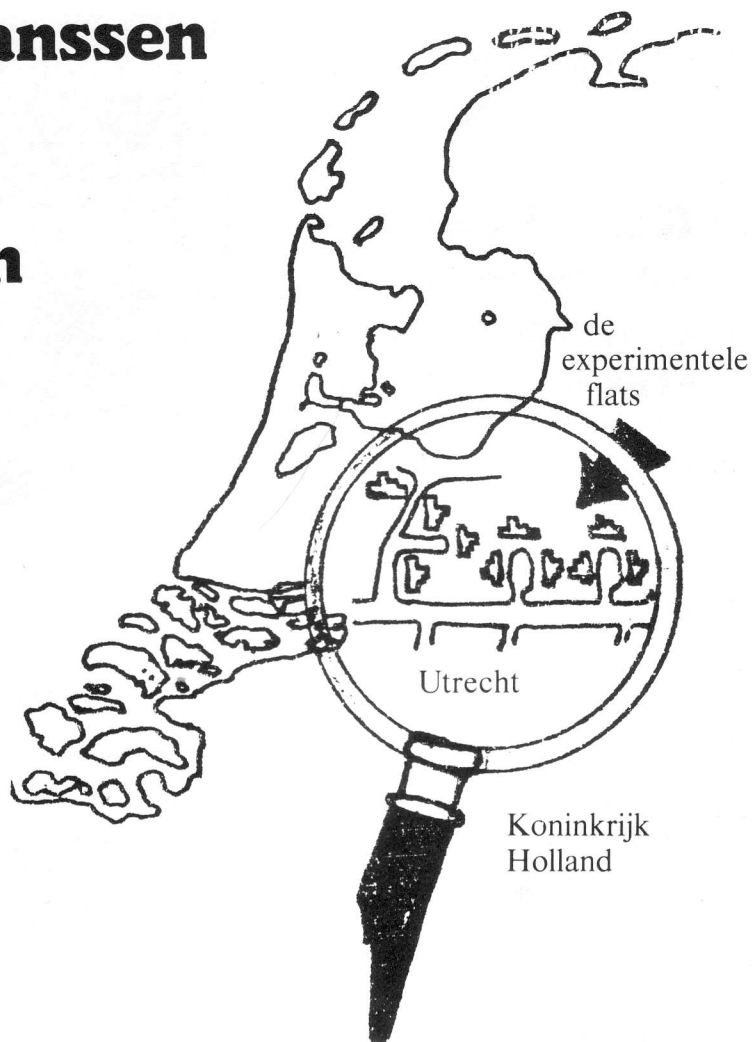 anssen
n
de
experimentele
flats
Utrecht
Koninkrijk
Holland